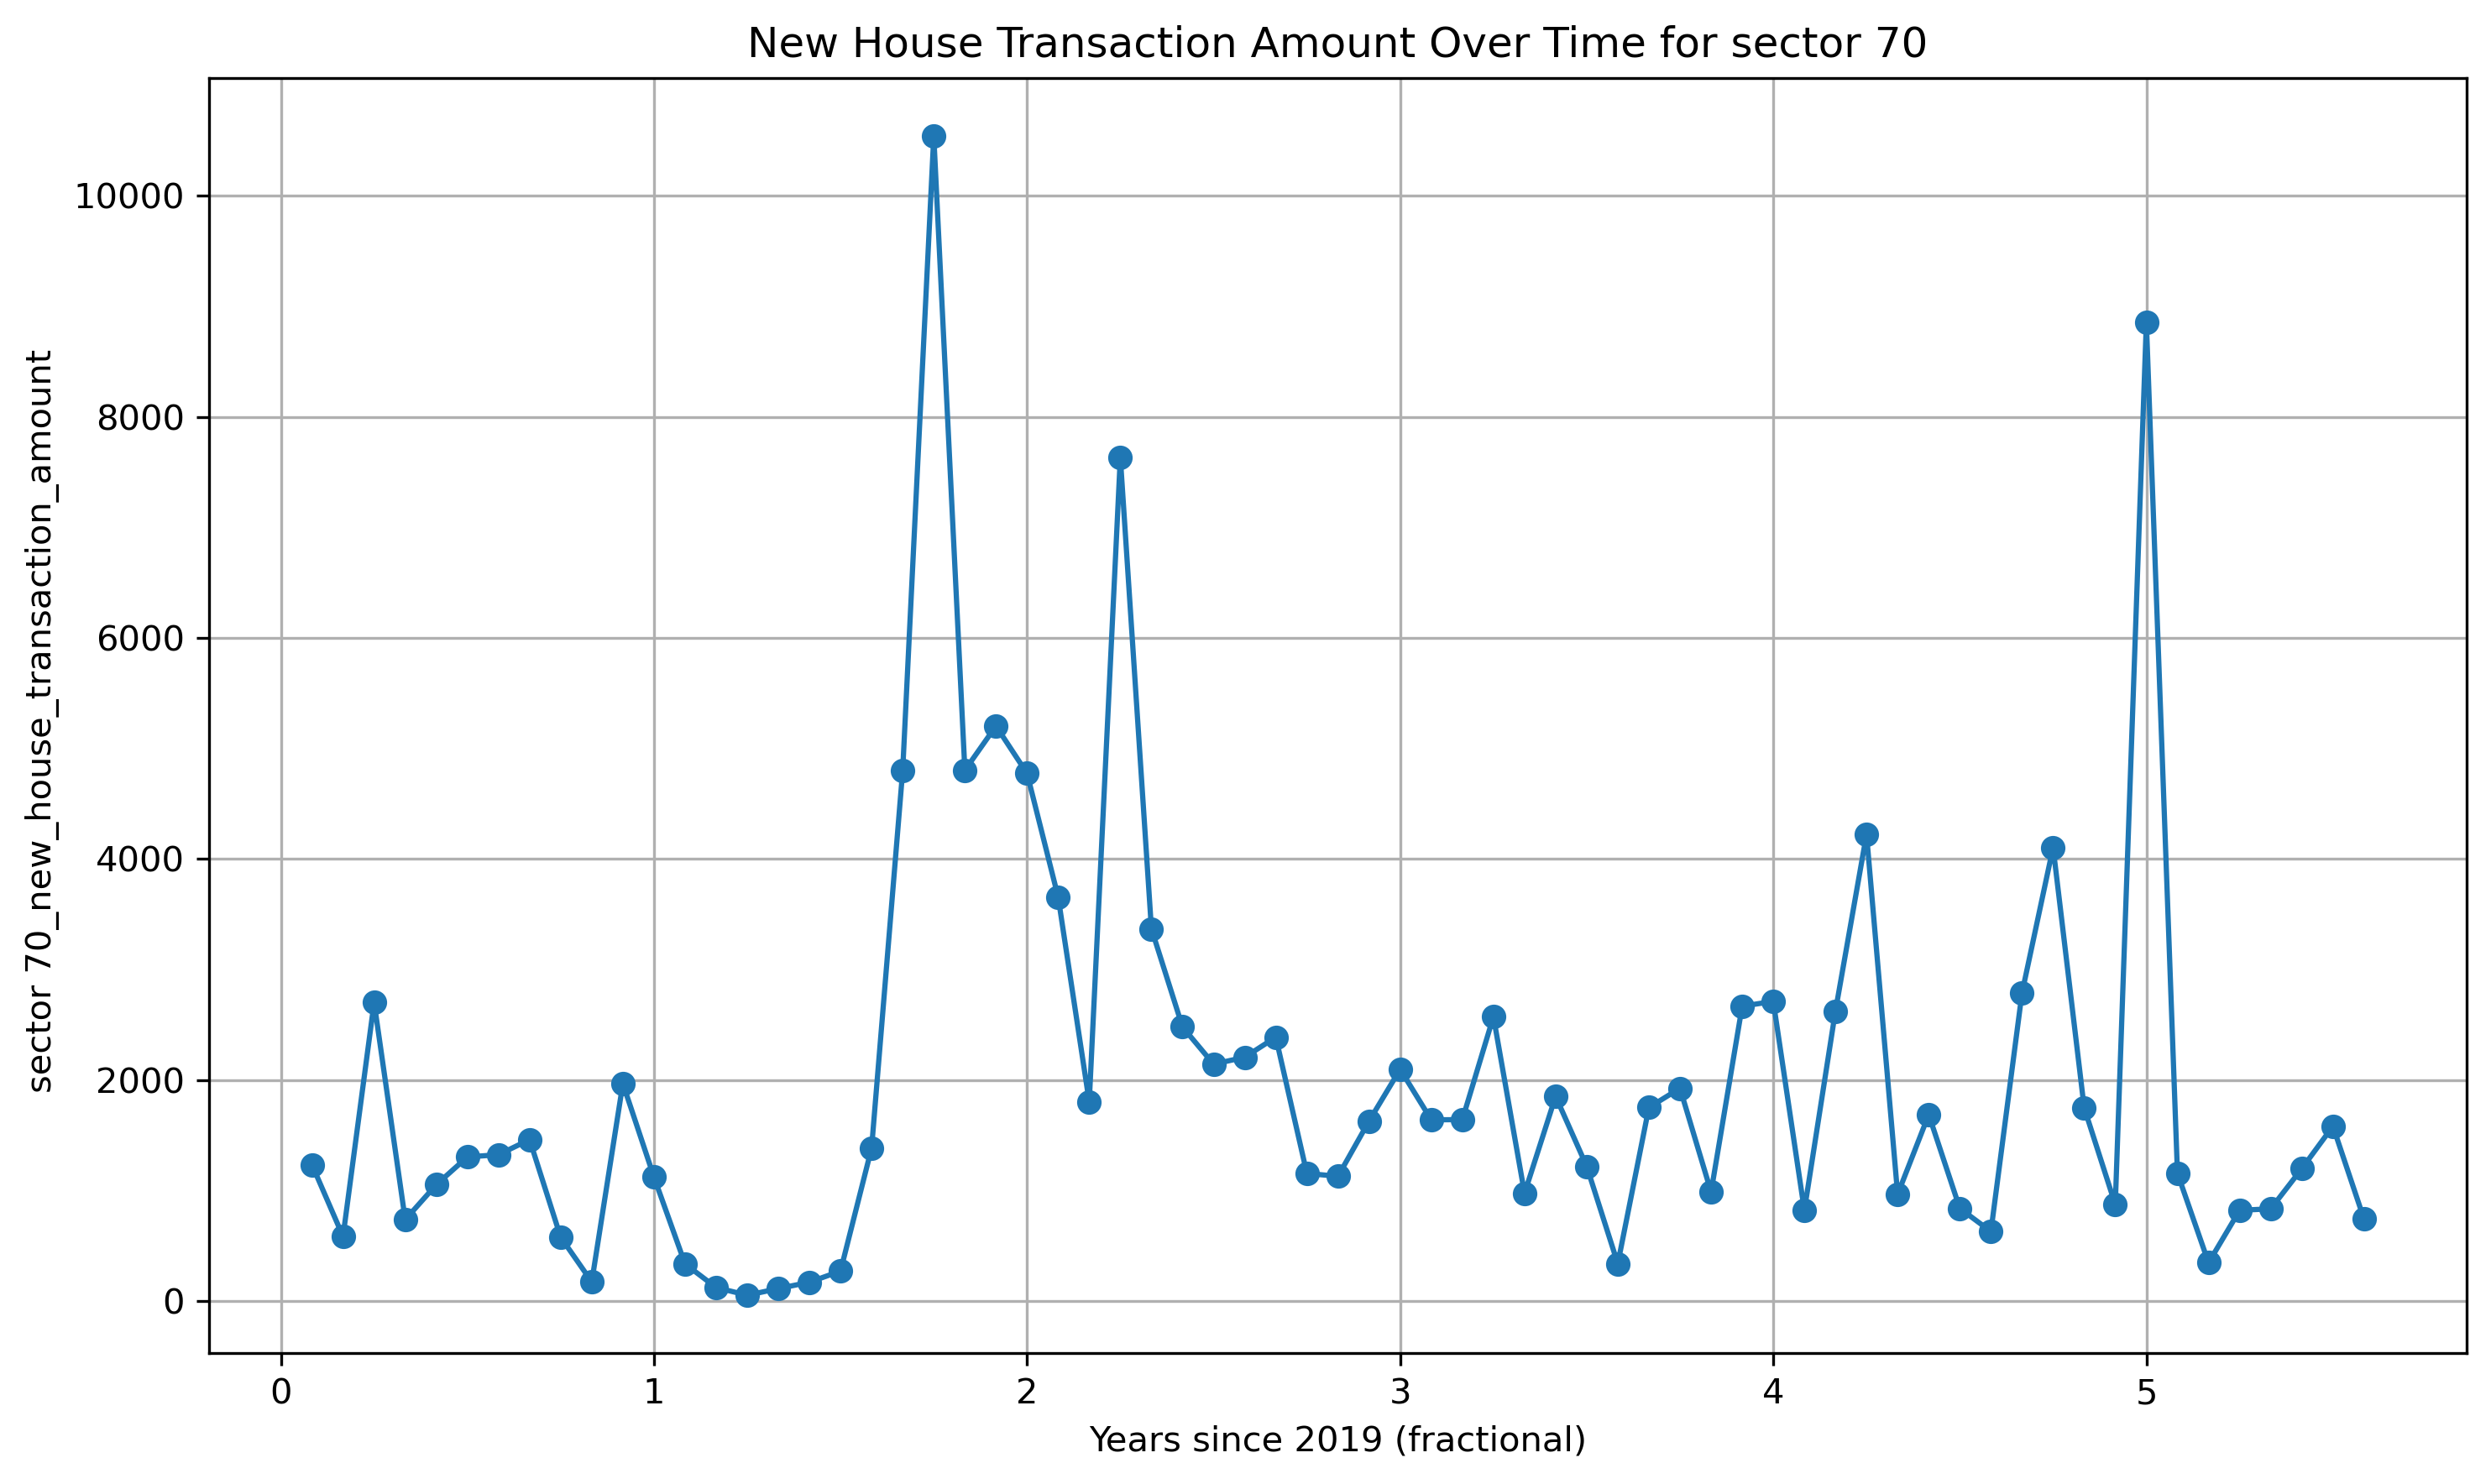 New House Transaction Amount Over Time for sector 70
sector 70_new_house_transaction_amount
10000
8000
6000
4000
2000
0
0 1 2 3 4 5
Years since 2019 (fractional)